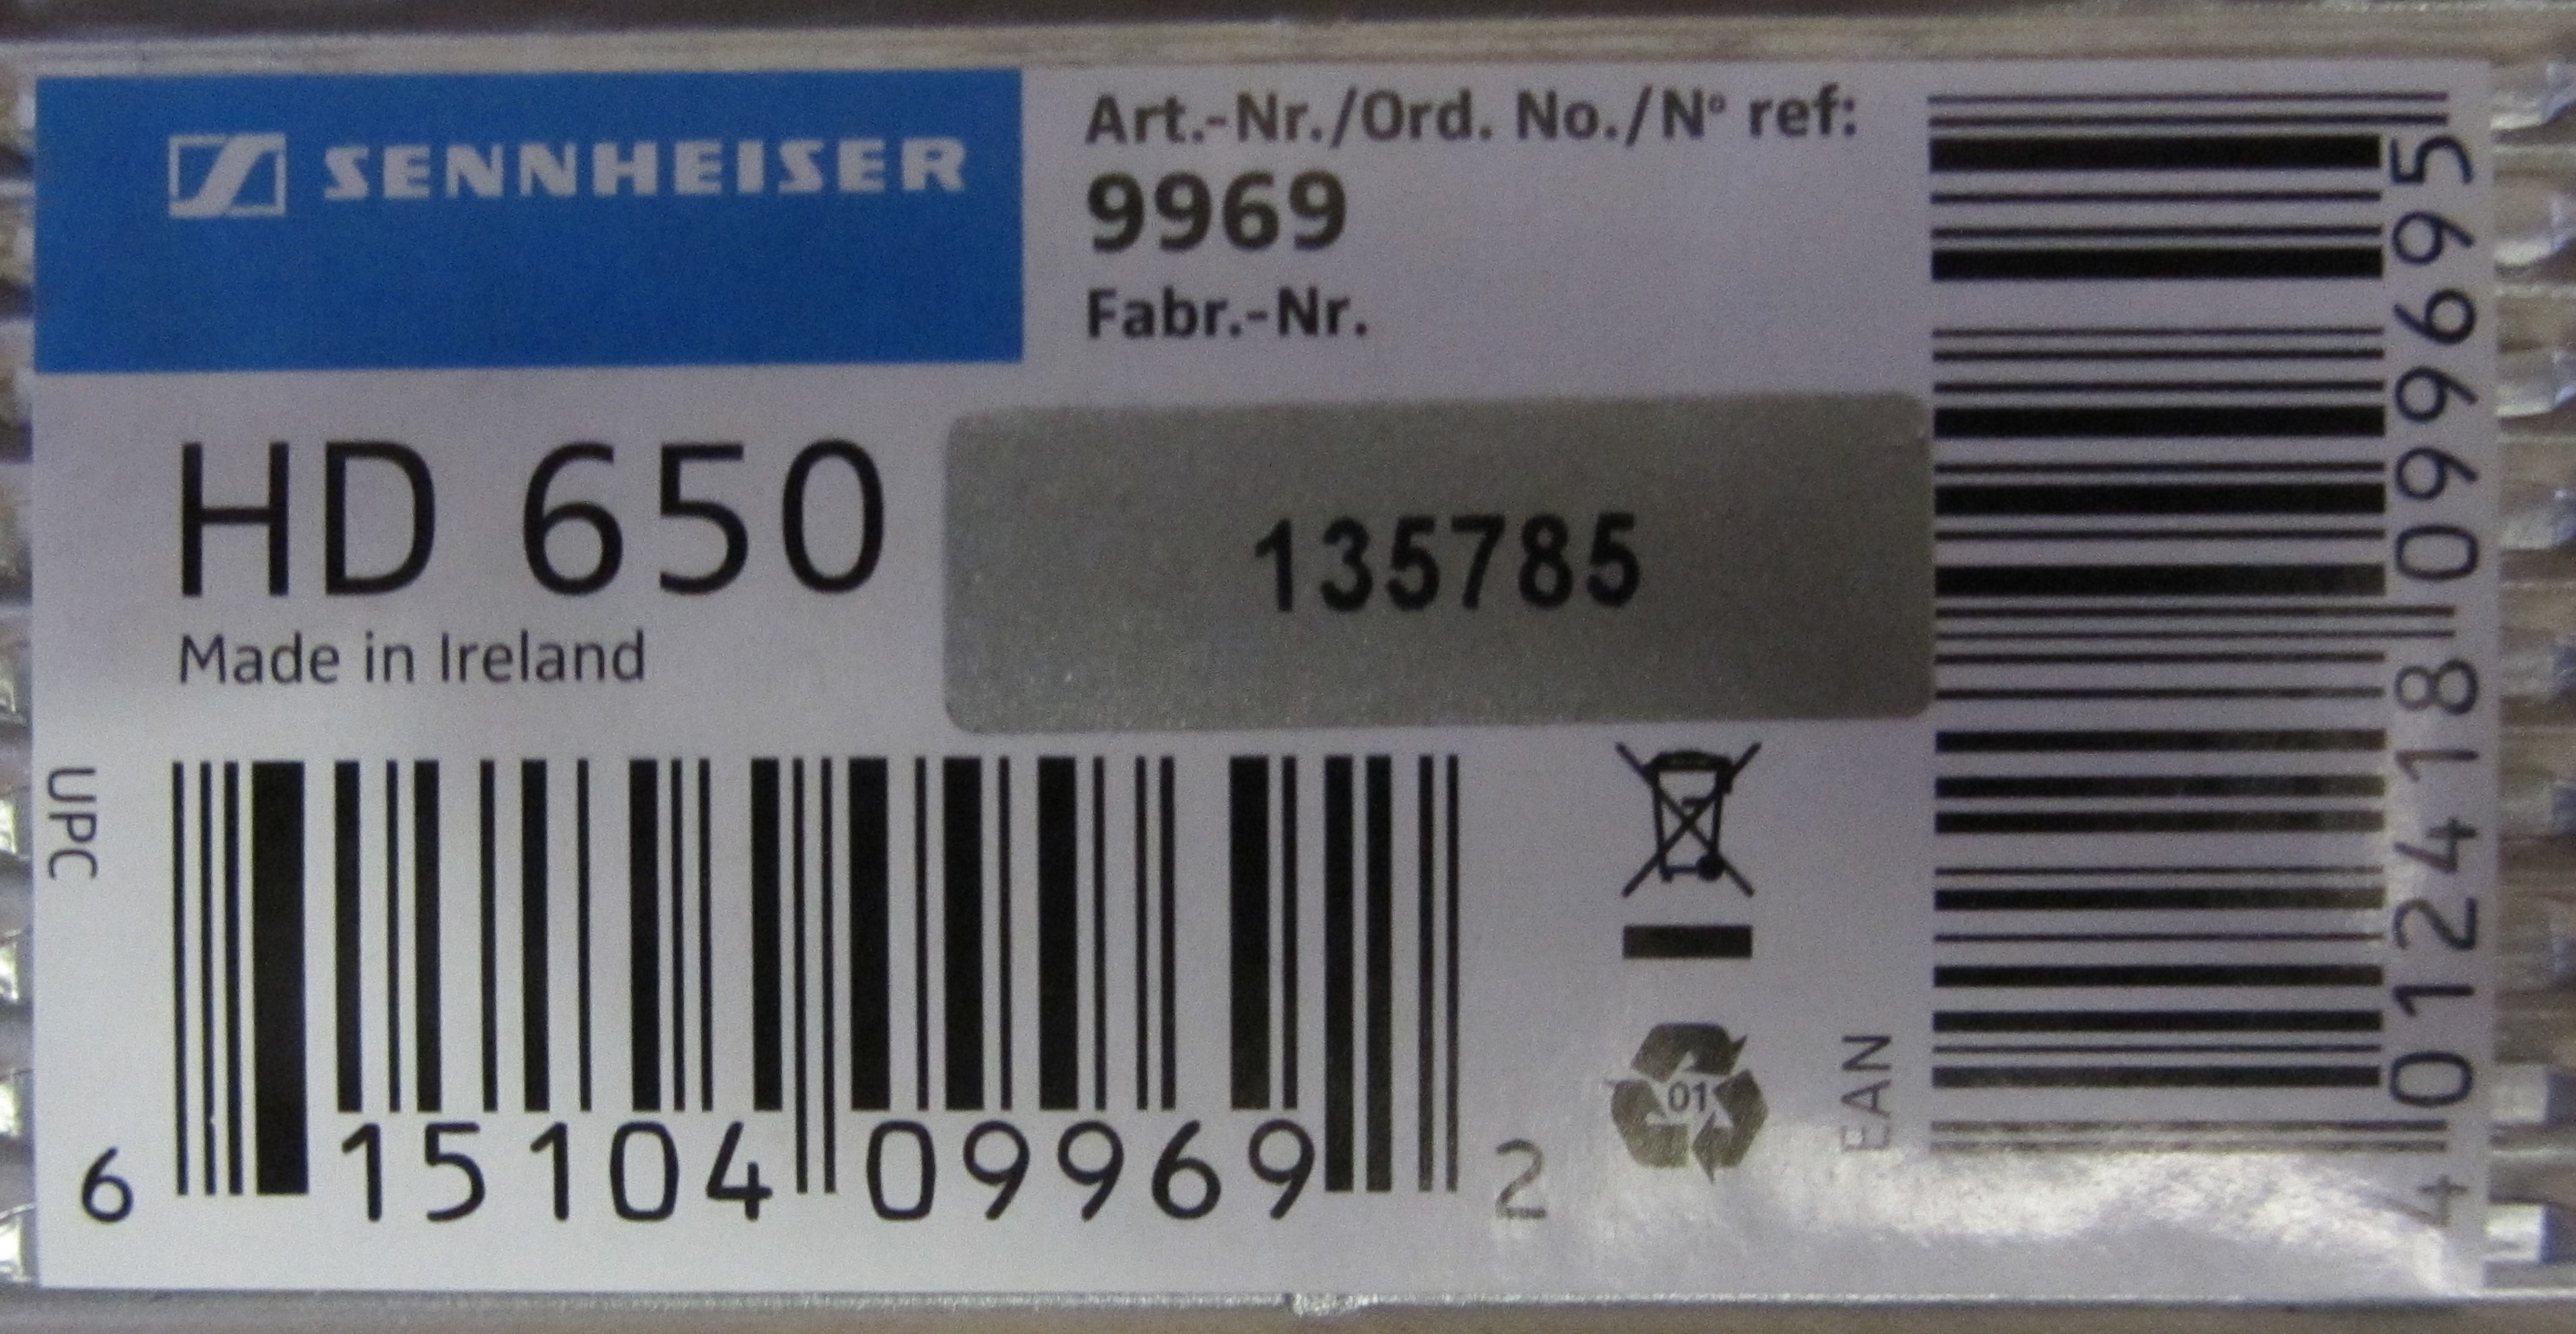 SENNHEISER
Art.-Nr./Ord. No./N° ref:
9969
Fabr.-Nr.
HD 650
135785
Made in Ireland
UPC
6 15104 09969 2
01
EAN
4 012418 099695